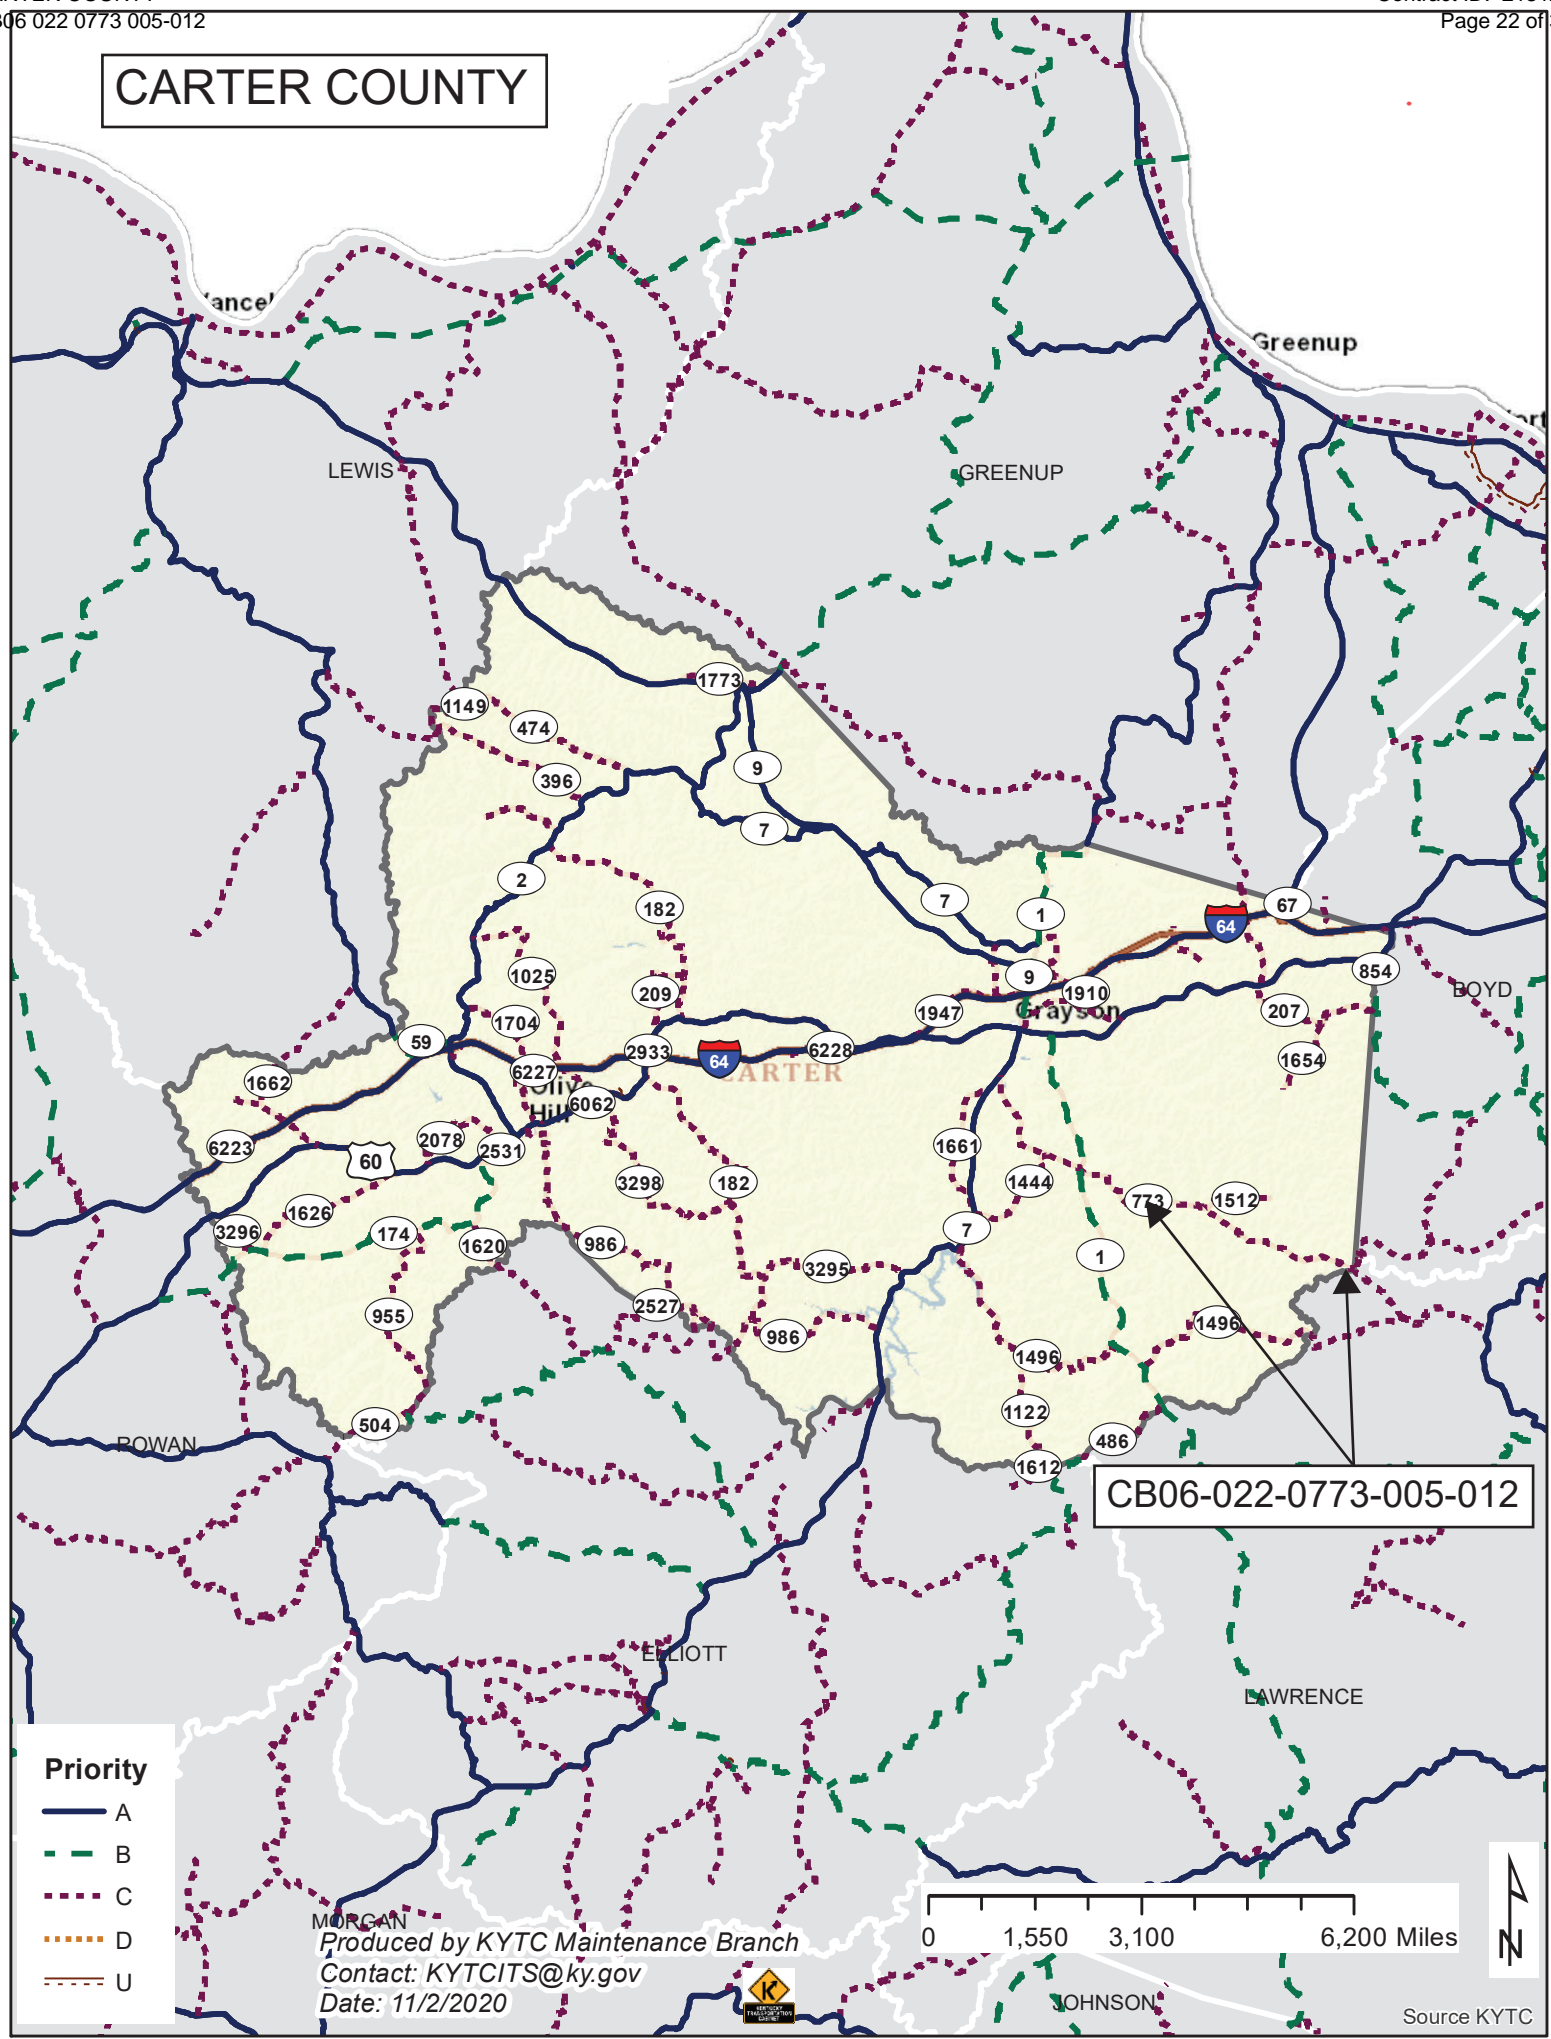 022 0773 005-012
Page 22 of
CARTER COUNTY
Greenup
LEWIS
GREENUP
1773
1149
474
9
396
7
2
7
182
1
67
64
1025
9
854
209
1910
BOYD
1947
Grayson
207
1704
59
2933
6228
64
1654
6227
CARTER
1662
Olive
Hill
6062
2078
1661
6223
2531
60
3298
182
1444
773
1512
1626
3296
174
7
1620
986
1
3295
2527
955
1496
986
1496
1122
504
486
ROWAN
1612
CB06-022-0773-005-012
ELLIOTT
LAWRENCE
Priority
A
B
C
D
U
MORGAN
Produced by KYTC Maintenance Branch
Contact: KYTCITS@ky.gov
Date: 11/2/2020
KENTUCKY
TRANSPORTATION
CABINET
0 1,550 3,100 6,200 Miles
N
JOHNSON
Source KYTC